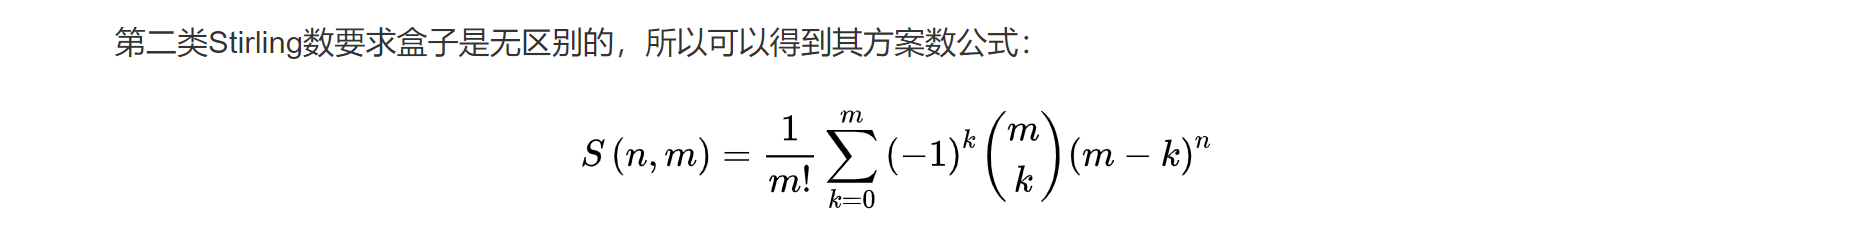 第二类Stirling数要求盒子是无区别的，所以可以得到其方案数公式：
$S(n, m) = \frac{1}{m!} \sum_{k=0}^{m} (-1)^k \binom{m}{k} (m-k)^n$